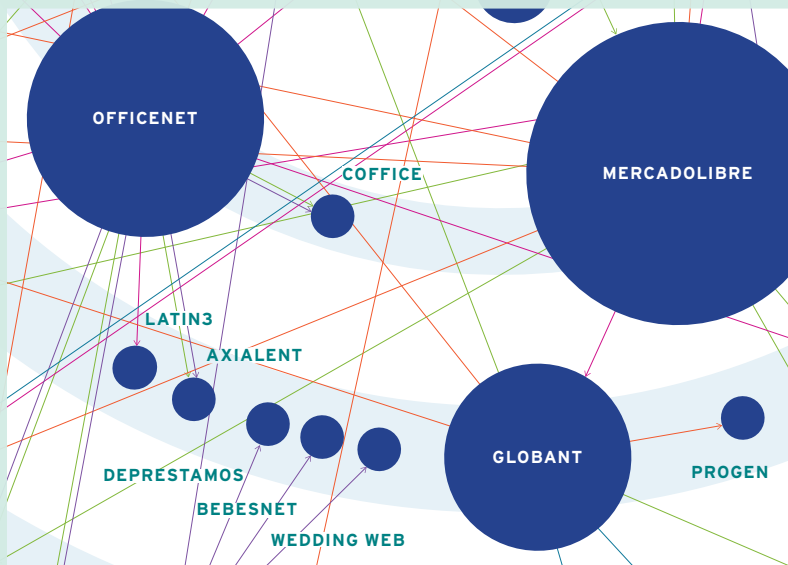 OFFICENET
COFFICE
MERCADOLIBRE
LATIN3
AXIALENT
DEPRESTAMOS
BEBESNET
WEDDING WEB
GLOBANT
PROGEN